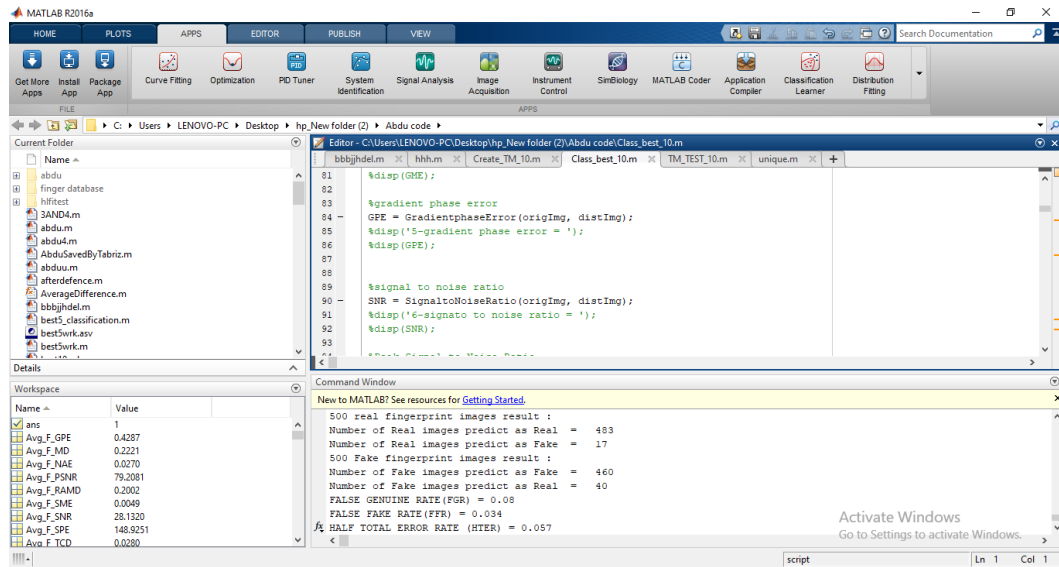 MATLAB R2016a
HOME PLOTS APPS EDITOR PUBLISH VIEW Search Documentation
Get More Apps Install App Package App Curve Fitting Optimization PID Tuner System Identification Signal Analysis Image Acquisition Instrument Control SimBiology MATLAB Coder Application Compiler Classification Learner Distribution Fitting
FILE APPS
C: Users LENOVO-PC Desktop hp_New folder (2) Abdu code
Current Folder
Name
abdu
finger database
hlfitest
3AND4.m
abdu.m
abdu4.m
AbduSavedByTabriz.m
abduu.m
afterdefence.m
AverageDifference.m
bbbjjhdel.m
best5_classification.m
best5wrk.asv
best5wrk.m
Details
Workspace
Name Value
ans 1
Avg_F_GPE 0.4287
Avg_F_MD 0.2221
Avg_F_NAE 0.0270
Avg_F_PSNR 79.2081
Avg_F_RAMD 0.2002
Avg_F_SME 0.0049
Avg_F_SNR 28.1320
Avg_F_SPE 148.9251
Avg_F_TCD 0.0280
Editor - C:\Users\LENOVO-PC\Desktop\hp_New folder (2)\Abdu code\Class_best_10.m
bbbjjhdel.m hhh.m Create_TM_10.m Class_best_10.m TM_TEST_10.m unique.m +
81 %disp(GME);
82
83 %gradient phase error
84 GPE = GradientphaseError(origImg, distImg);
85 %disp('5-gradient phase error = ');
86 %disp(GPE);
87
88
89 %signal to noise ratio
90 SNR = SignaltoNoiseRatio(origImg, distImg);
91 %disp('6-signato to noise ratio = ');
92 %disp(SNR);
93
Command Window
New to MATLAB? See resources for Getting Started.
500 real fingerprint images result :
Number of Real images predict as Real = 483
Number of Real images predict as Fake = 17
500 Fake fingerprint images result :
Number of Fake images predict as Fake = 460
Number of Fake images predict as Real = 40
FALSE GENUINE RATE(FGR) = 0.08
FALSE FAKE RATE(FFR) = 0.034
fx HALF TOTAL ERROR RATE (HTER) = 0.057
Activate Windows
Go to Settings to activate Windows.
script Ln 1 Col 1